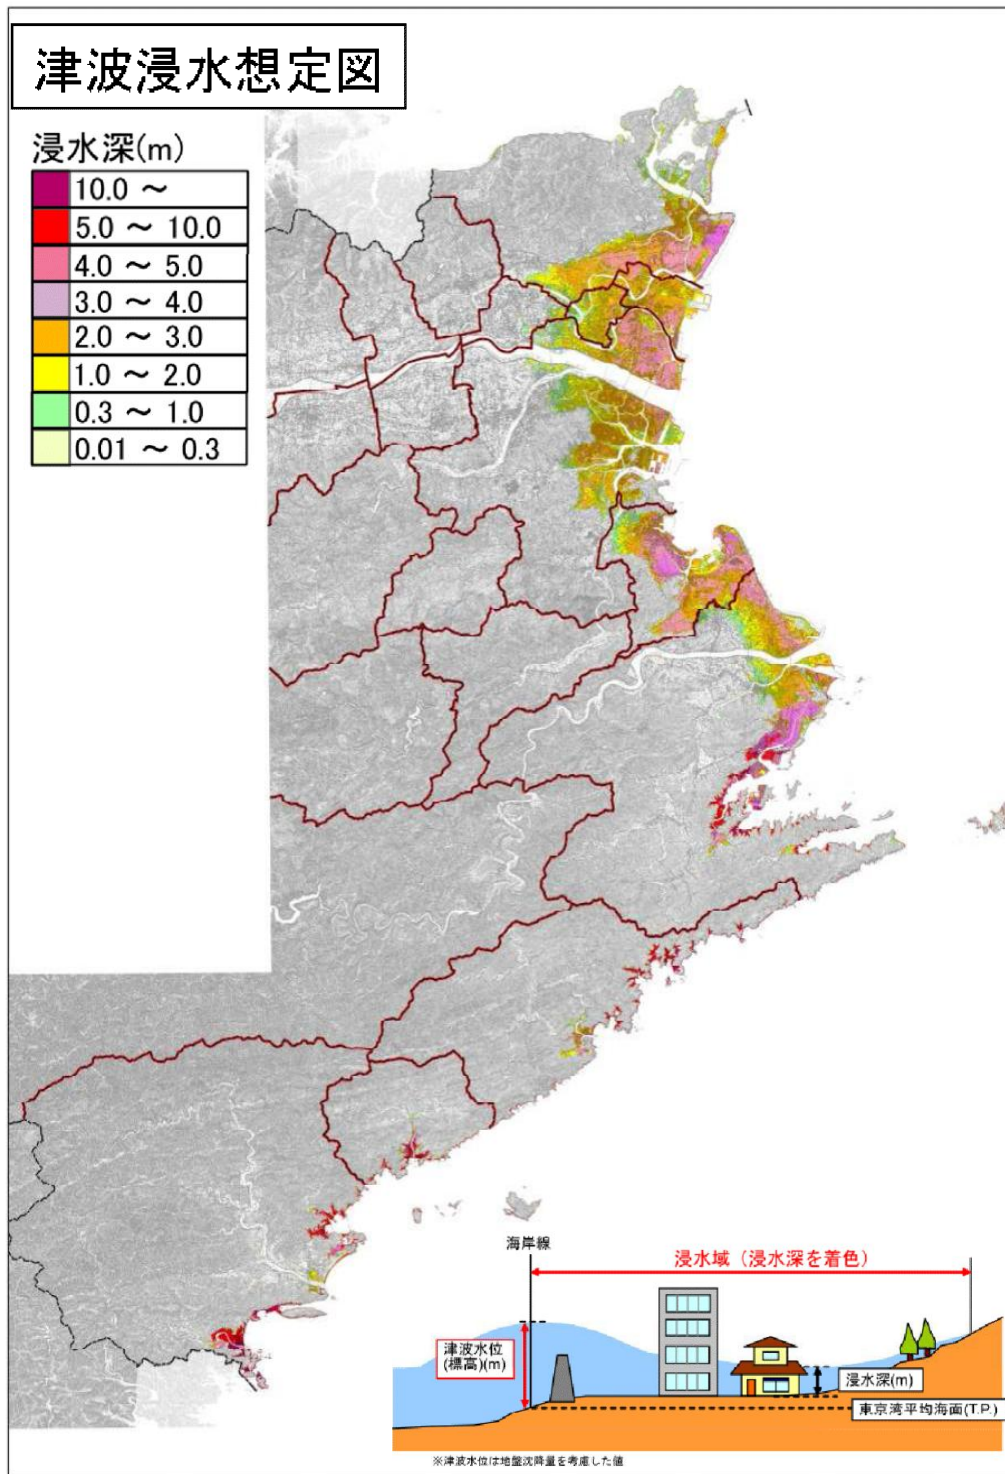 津波浸水想定図
浸水深(m)
10.0 ～
5.0 ～ 10.0
4.0 ～ 5.0
3.0 ～ 4.0
2.0 ～ 3.0
1.0 ～ 2.0
0.3 ～ 1.0
0.01 ～ 0.3
海岸線
浸水域（浸水深を着色）
津波水位
(標高)(m)
浸水深(m)
東京湾平均海面(T.P.)
※津波水位は地盤沈降量を考慮した値